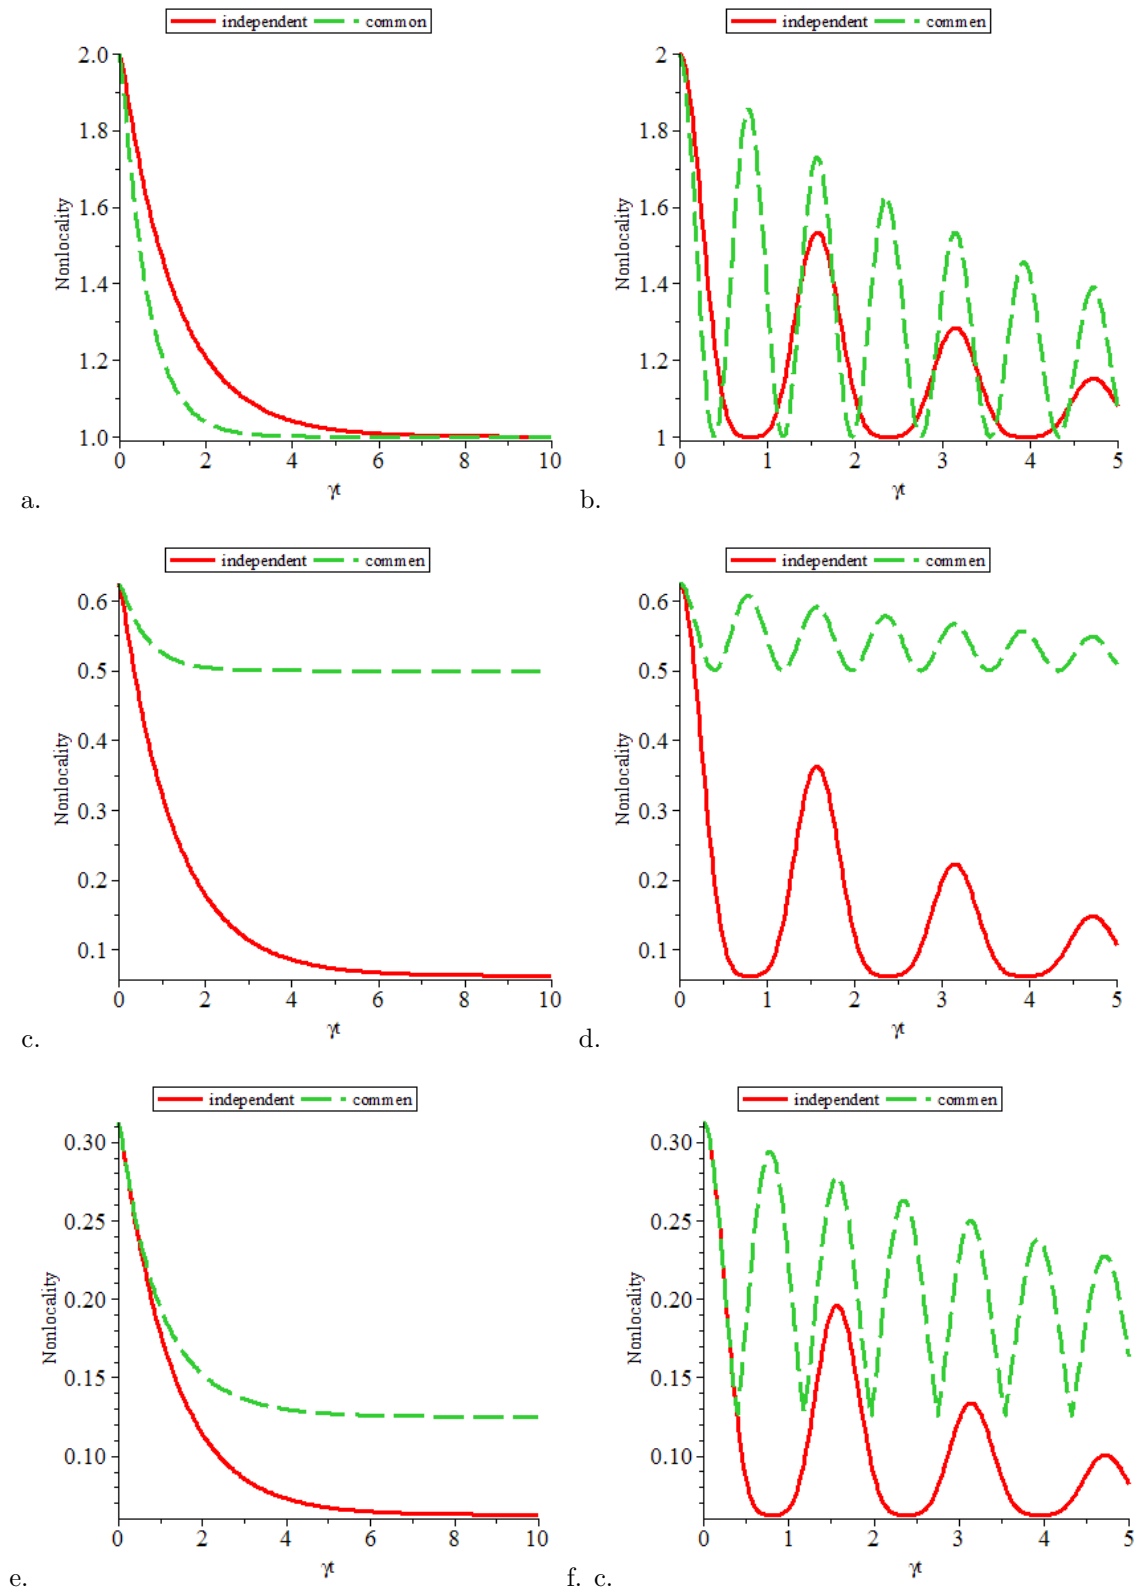 independent common
independent commen
2.0
1.8
1.6
1.4
1.2
1.0
Nonlocality
0 2 4 6 8 10
γt
a.
2
1.8
1.6
1.4
1.2
1
Nonlocality
0 1 2 3 4 5
γt
b.
independent commen
independent commen
0.6
0.5
0.4
0.3
0.2
0.1
Nonlocality
0 2 4 6 8 10
γt
c.
0.6
0.5
0.4
0.3
0.2
0.1
Nonlocality
0 1 2 3 4 5
γt
d.
independent commen
independent commen
0.30
0.25
0.20
0.15
0.10
Nonlocality
0 2 4 6 8 10
γt
e.
0.30
0.25
0.20
0.15
0.10
Nonlocality
0 1 2 3 4 5
γt
f. c.